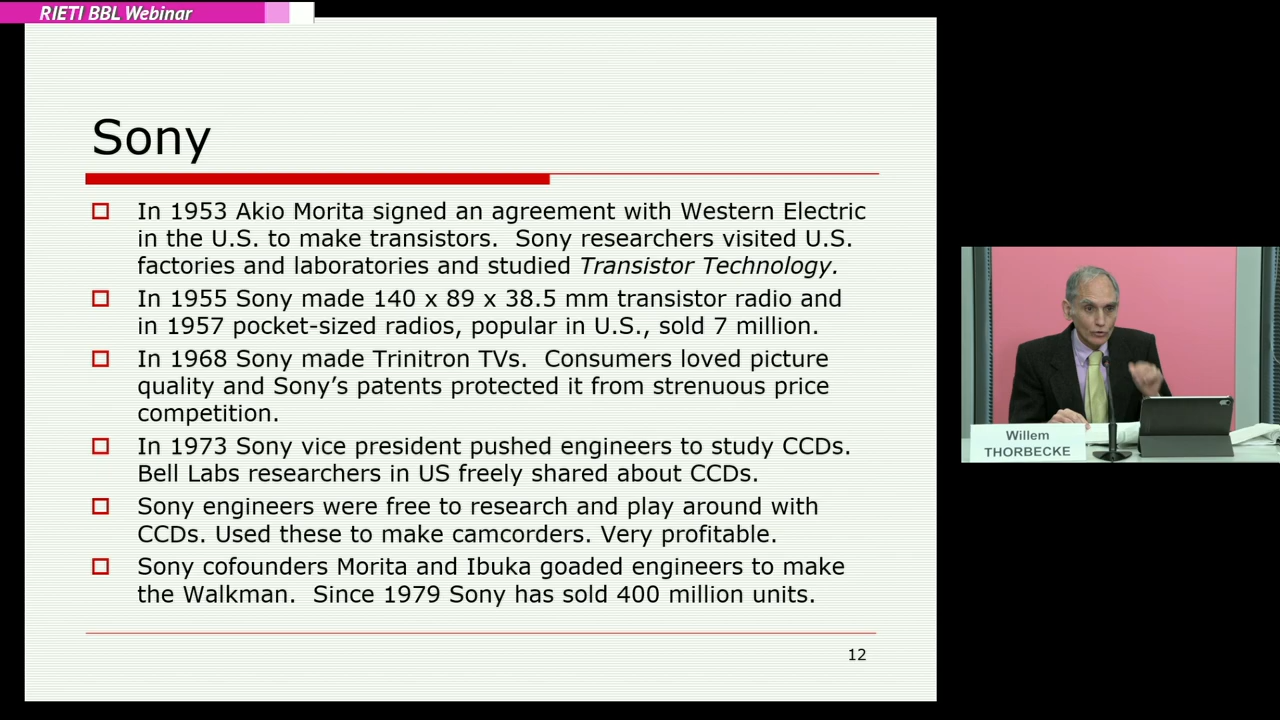 RIETI BBL Webinar
Sony
In 1953 Akio Morita signed an agreement with Western Electric
in the U.S. to make transistors.  Sony researchers visited U.S.
factories and laboratories and studied Transistor Technology.
In 1955 Sony made 140 x 89 x 38.5 mm transistor radio and
in 1957 pocket-sized radios, popular in U.S., sold 7 million.
In 1968 Sony made Trinitron TVs.  Consumers loved picture
quality and Sony’s patents protected it from strenuous price
competition.
In 1973 Sony vice president pushed engineers to study CCDs.
Bell Labs researchers in US freely shared about CCDs.
Sony engineers were free to research and play around with
CCDs. Used these to make camcorders. Very profitable.
Sony cofounders Morita and Ibuka goaded engineers to make
the Walkman.  Since 1979 Sony has sold 400 million units.
12
Willem
THORBECKE